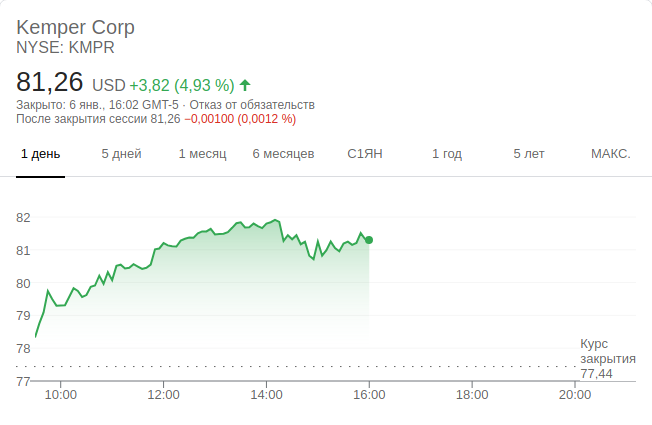 Kemper Corp
NYSE: KMPR
81,26 USD +3,82 (4,93 %)
Закрыто: 6 янв., 16:02 GMT-5 · Отказ от обязательств
После закрытия сессии 81,26 −0,00100 (0,0012 %)
1 день 5 дней 1 месяц 6 месяцев С1ЯН 1 год 5 лет МАКС.
82
81
80
79
78
77
Курс
закрытия
77,44
10:00 12:00 14:00 16:00 18:00 20:00